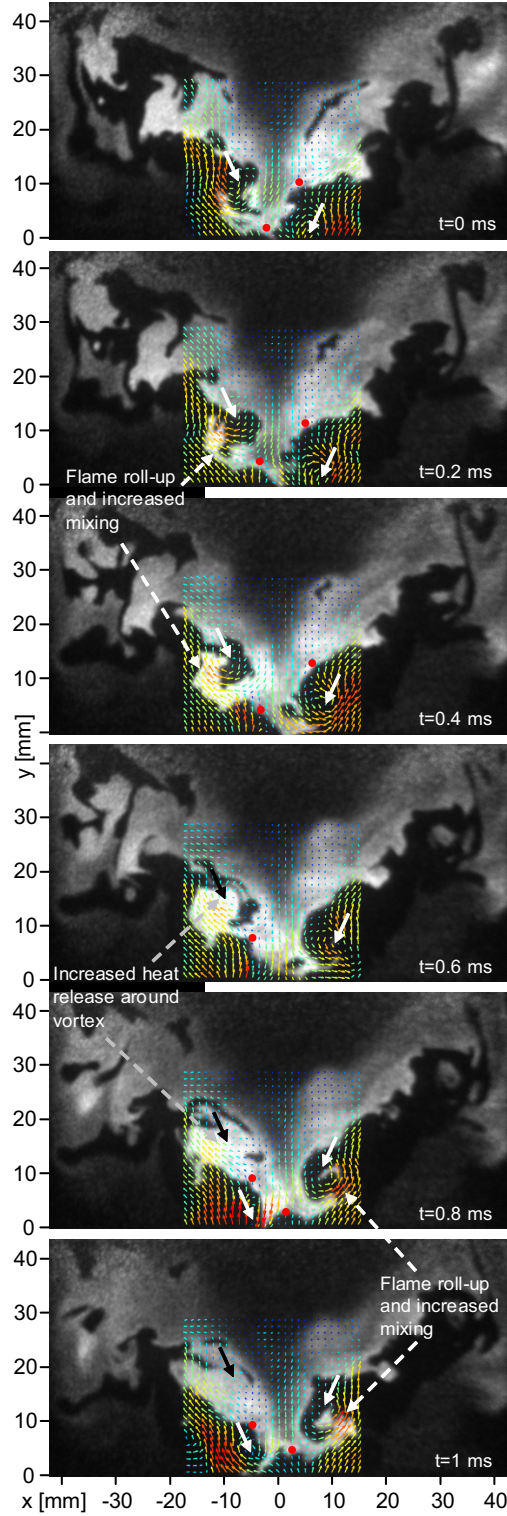 40
30
20
10
0
t=0 ms
40
30
20
10
0
t=0.2 ms
Flame roll-up
and increased
mixing
40
30
20
10
0
t=0.4 ms
y [mm]
30
20
10
0
t=0.6 ms
Increased heat
release around
vortex
40
30
20
10
0
t=0.8 ms
Flame roll-up
and increased
mixing
40
30
20
10
0
t=1 ms
x [mm] -30 -20 -10 0 10 20 30 40